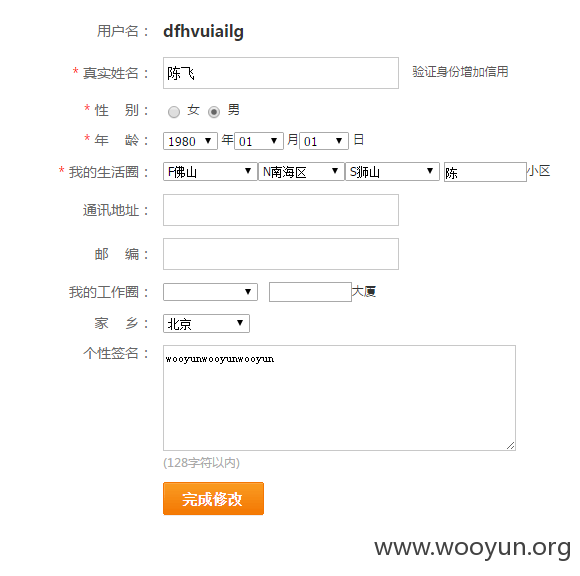 用户名： dfhvuiailg
* 真实姓名： 陈飞 验证身份增加信用
* 性 别： 女 男
* 年 龄： 1980 年 01 月 01 日
* 我的生活圈： F佛山 N南海区 S狮山 陈 小区
通讯地址：
邮 编：
我的工作圈： 大厦
家 乡： 北京
个性签名： wooyunwooyunwooyun
(128字符以内)
完成修改
www.wooyun.org